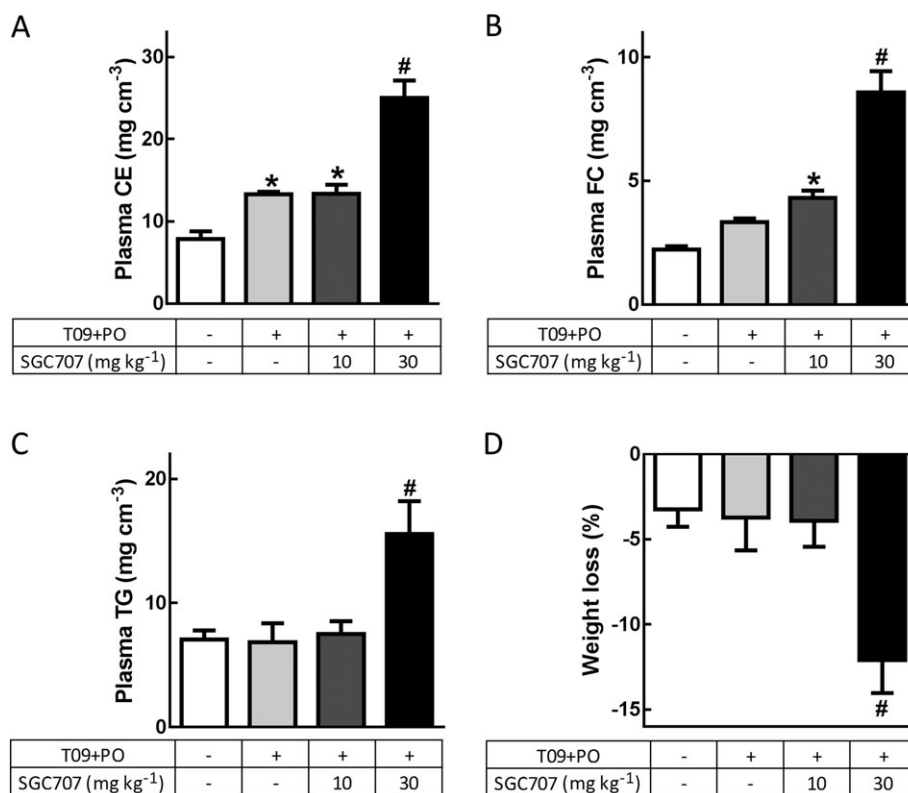 A
Plasma CE (mg cm⁻³)
30
20
10
0
*
*
#
T09+PO - + + +
SGC707 (mg kg⁻¹) - - 10 30
B
Plasma FC (mg cm⁻³)
10
5
0
*
#
T09+PO - + + +
SGC707 (mg kg⁻¹) - - 10 30
C
Plasma TG (mg cm⁻³)
20
10
0
#
T09+PO - + + +
SGC707 (mg kg⁻¹) - - 10 30
D
Weight loss (%)
0
-5
-10
-15
#
T09+PO - + + +
SGC707 (mg kg⁻¹) - - 10 30